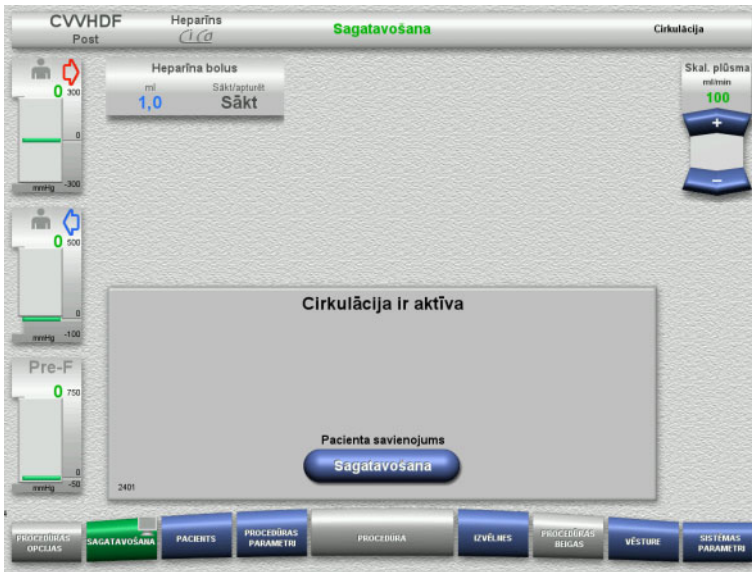 CVVHDF
Post
Heparīns
Ci Ca
Sagatavošana
Cirkulācija
0
300
0
-300
mmHg
0
500
0
-100
mmHg
Pre-F
0
750
0
-50
mmHg
Heparīna bolus
ml
Sākt/apturēt
1,0
Sākt
Skal. plūsma
ml/min
100
+
–
Cirkulācija ir aktīva
Pacienta savienojums
Sagatavošana
2401
PROCEDŪRAS
OPCIJAS
SAGATAVOŠANA
PACIENTS
PROCEDŪRAS
PARAMETRI
PROCEDŪRA
IZVĒLNES
PROCEDŪRAS
BEIGAS
VĒSTURE
SISTĒMAS
PARAMETRI